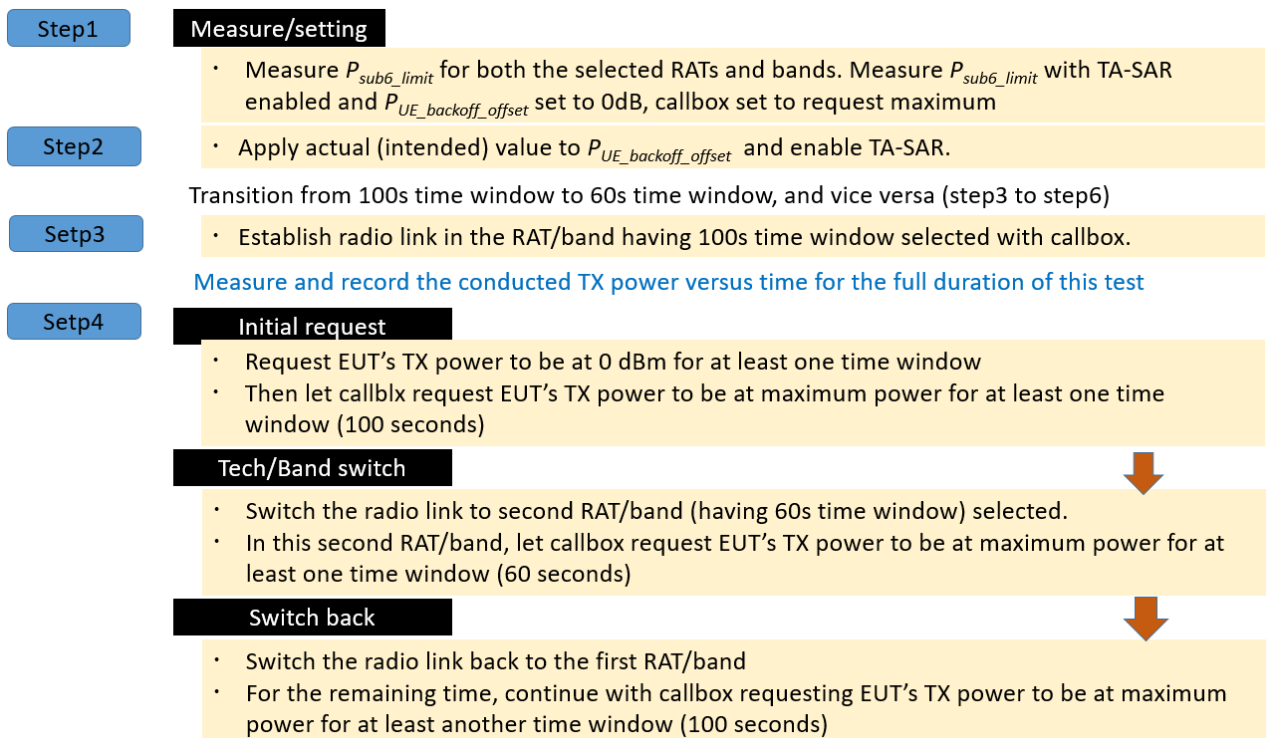 Step1
Measure/setting
· Measure P_sub6_limit for both the selected RATs and bands. Measure P_sub6_limit with TA-SAR
enabled and P_UE_backoff_offset set to 0dB, callbox set to request maximum
Step2
· Apply actual (intended) value to P_UE_backoff_offset and enable TA-SAR.
Transition from 100s time window to 60s time window, and vice versa (step3 to step6)
Setp3
· Establish radio link in the RAT/band having 100s time window selected with callbox.
Measure and record the conducted TX power versus time for the full duration of this test
Setp4
Initial request
· Request EUT’s TX power to be at 0 dBm for at least one time window
· Then let callblx request EUT’s TX power to be at maximum power for at least one time
window (100 seconds)
Tech/Band switch
· Switch the radio link to second RAT/band (having 60s time window) selected.
· In this second RAT/band, let callbox request EUT’s TX power to be at maximum power for at
least one time window (60 seconds)
Switch back
· Switch the radio link back to the first RAT/band
· For the remaining time, continue with callbox requesting EUT’s TX power to be at maximum
power for at least another time window (100 seconds)